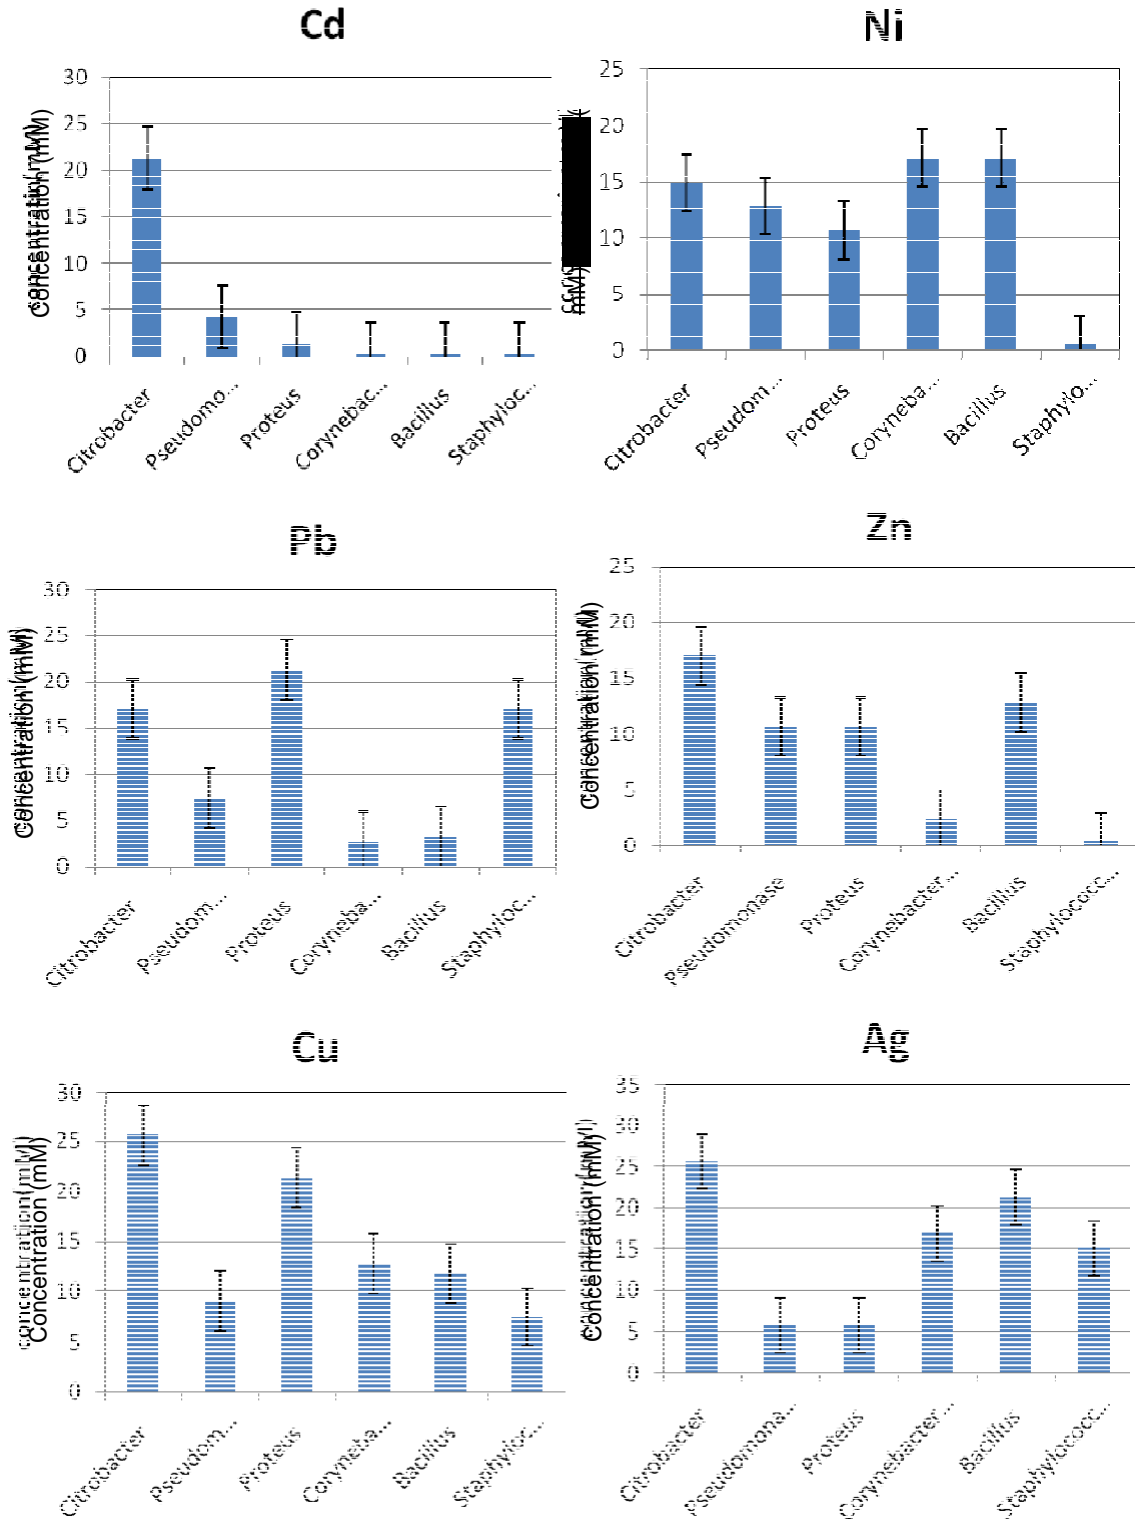 Cd
30
25
20
15
10
5
0
Concentration (mM)
Citrobacter
Pseudomo...
Proteus
Corynebac...
Bacillus
Staphyloc...
Ni
25
20
15
10
5
0
mM)
Citrobacter
Pseudom...
Proteus
Coryneba...
Bacillus
Staphylo...
Pb
30
25
20
15
10
5
0
Concentration (mM)
Citrobacter
Pseudom...
Proteus
Coryneba...
Bacillus
Staphyloc...
Zn
25
20
15
10
5
0
Concentration (mM)
Citrobacter
Pseudomonase
Proteus
Corynebacter...
Bacillus
Staphylococc...
Cu
30
25
20
15
10
5
0
Concentration (mM)
Citrobacter
Pseudom...
Proteus
Coryneba...
Bacillus
Staphyloc...
Ag
35
30
25
20
15
10
5
0
Concentration (mM)
Citrobacter
Pseudomona...
Proteus
Corynebacter...
Bacillus
Staphylococc...